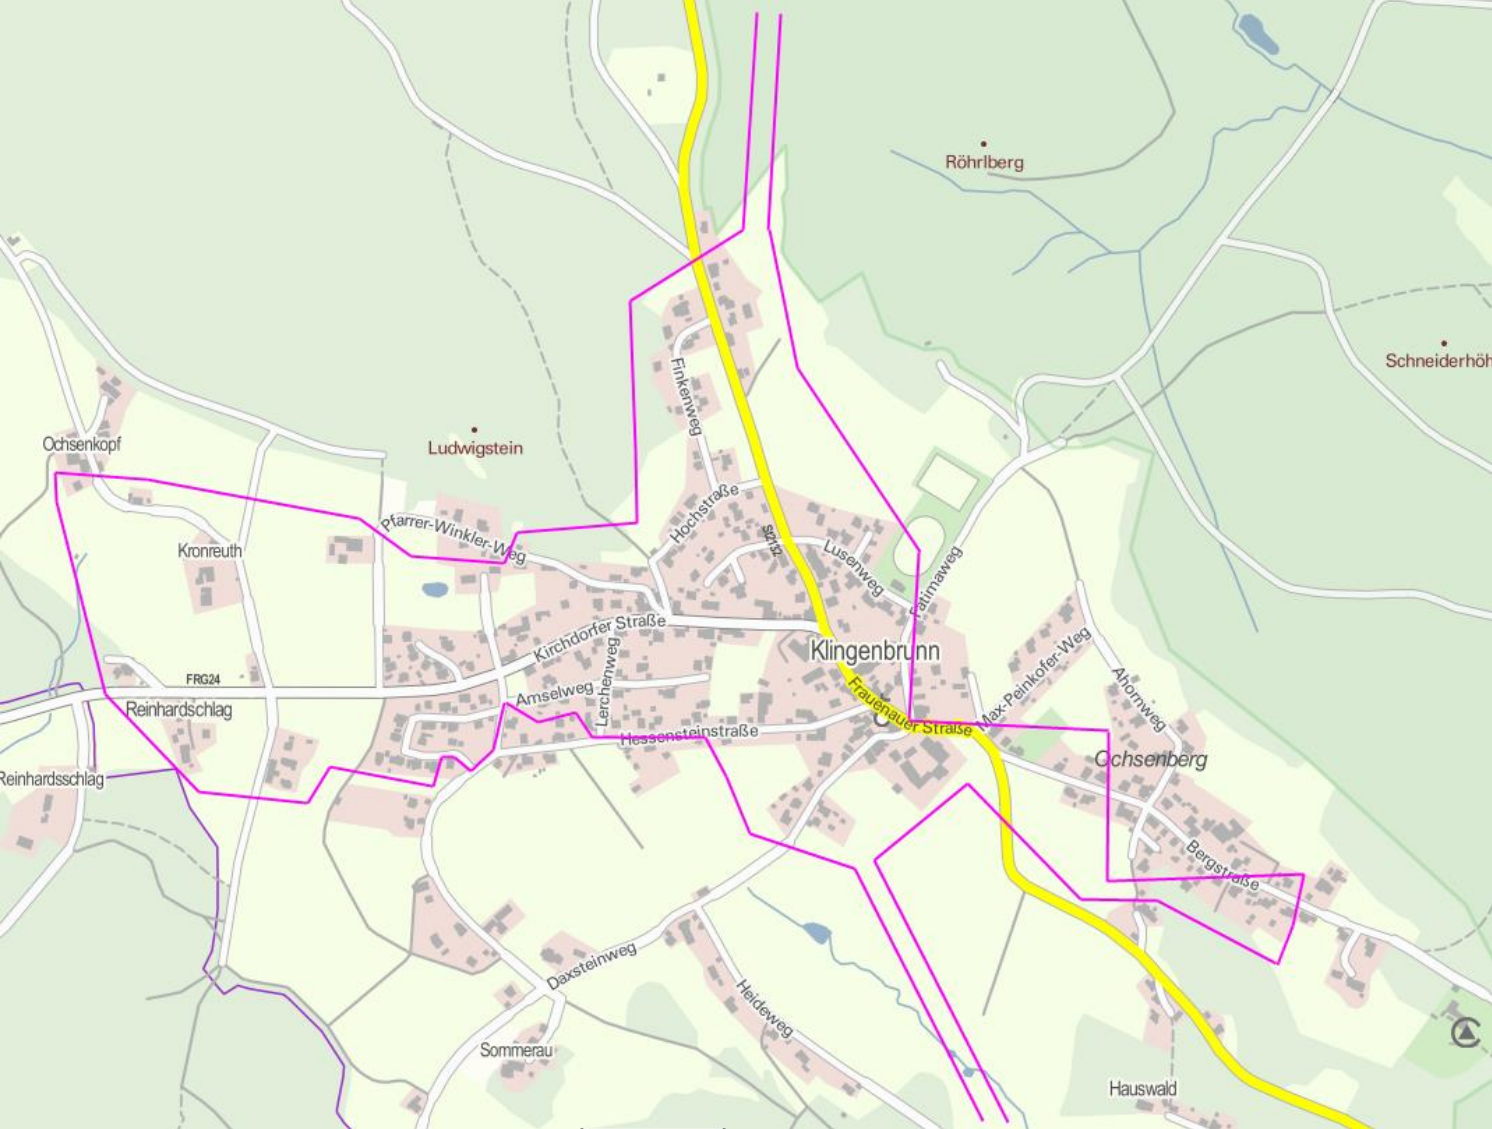 Röhrlberg
Schneiderhöh
Finkenweg
Ochsenkopf
Ludwigstein
Hochstraße
Pfarrer-Winkler-Weg
St2132
Kronreuth
Lusenweg
Fatimaweg
Kirchdorfer Straße
Klingenbrunn
Max-Peinkofer-Weg
Lerchenweg
FRG24
Amselweg
Ahornweg
Reinhardschlag
Frauenauer Straße
Hessensteinstraße
Ochsenberg
Reinhardsschlag
Bergstraße
Daxsteinweg
Heideweg
Sommerau
Hauswald